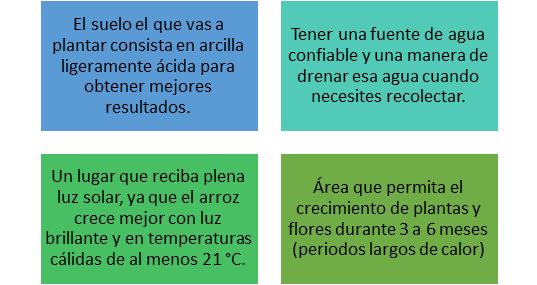 El suelo el que vas a
plantar consista en arcilla
ligeramente ácida para
obtener mejores
resultados.
Tener una fuente de agua
confiable y una manera de
drenar esa agua cuando
necesites recolectar.
Un lugar que reciba plena
luz solar, ya que el arroz
crece mejor con luz
brillante y en temperaturas
cálidas de al menos 21 °C.
Área que permita el
crecimiento de plantas y
flores durante 3 a 6 meses
(periodos largos de calor)